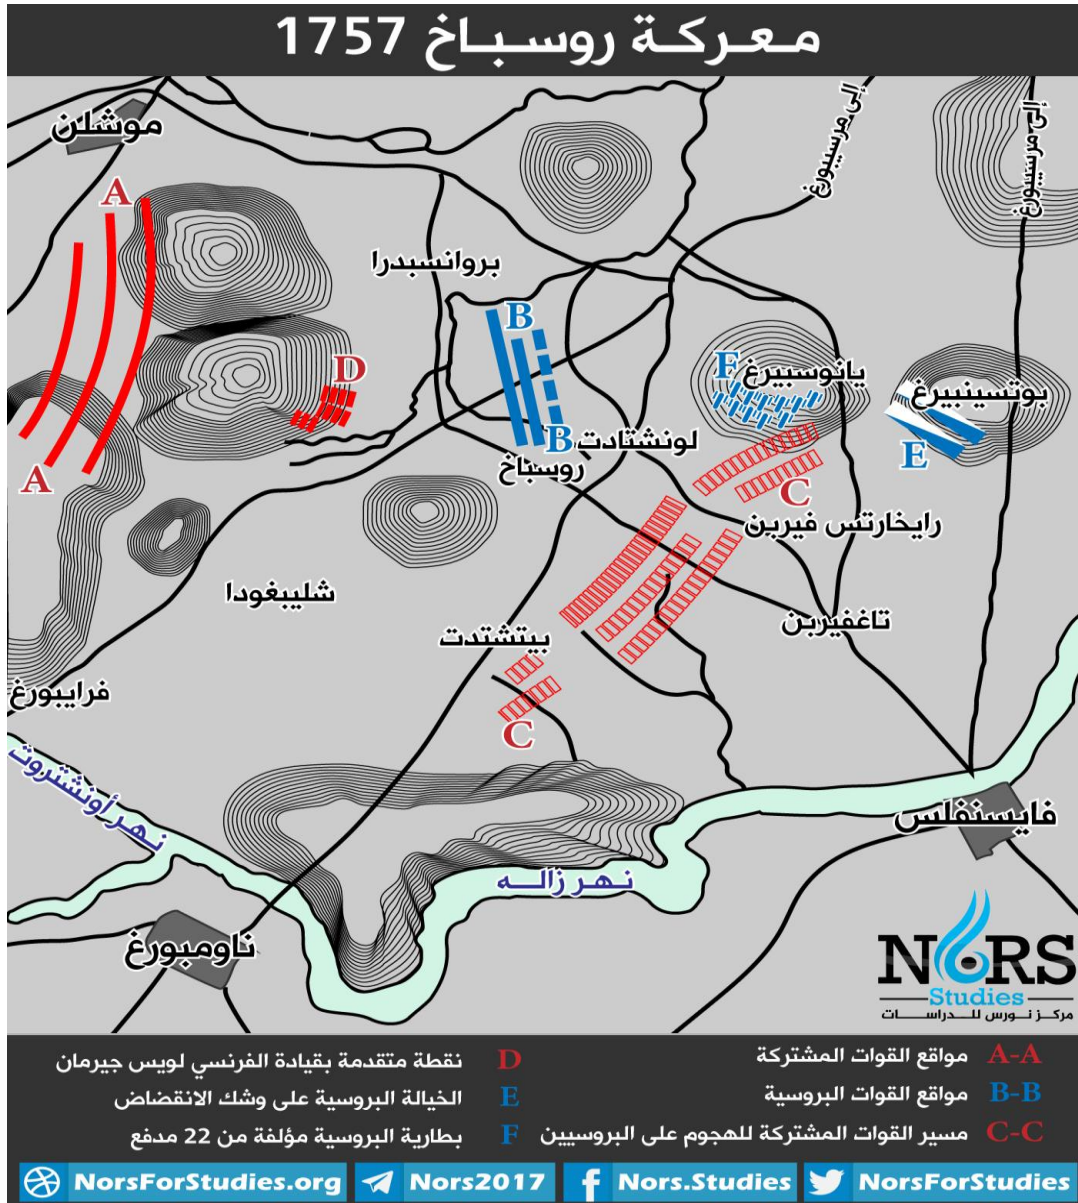 معركة روسباخ 1757
موشلن
إلى مرسيبورغ
إلى مرسيبورغ
A
بروانسبدرا
B
D
F
يانوسبيرغ
بوتسينبيرغ
B
لونشتادت
E
روسباخ
A
C
رايخارتس فيربن
شليبغودا
تاغفيربن
بيتشتدت
فرايبورغ
C
نهر أونشتروت
فايسنفلس
نهر زاله
ناومبورغ
NORS
Studies
مركز نورس للدراسات
A-A مواقع القوات المشتركة
B-B مواقع القوات البروسية
C-C مسير القوات المشتركة للهجوم على البروسيين
D نقطة متقدمة بقيادة الفرنسي لويس جيرمان
E الخيالة البروسية على وشك الانقضاض
F بطارية البروسية مؤلفة من 22 مدفع
NorsForStudies.org
Nors2017
Nors.Studies
NorsForStudies